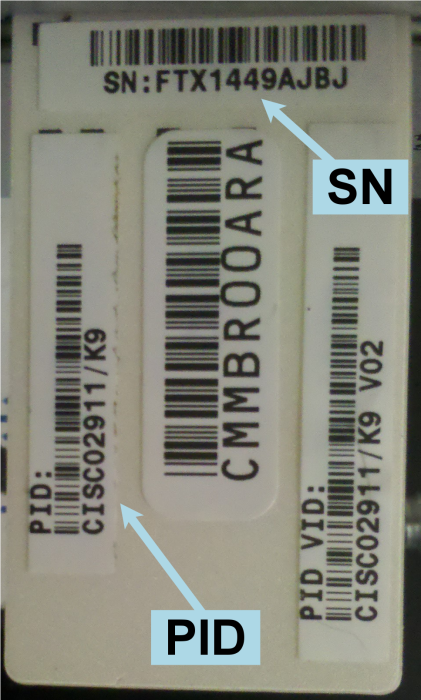 SN:FTX1449AJBJ
SN
PID:
CISCO2911/K9
CMMBR00ARA
PID VID:
CISCO2911/K9 V02
PID